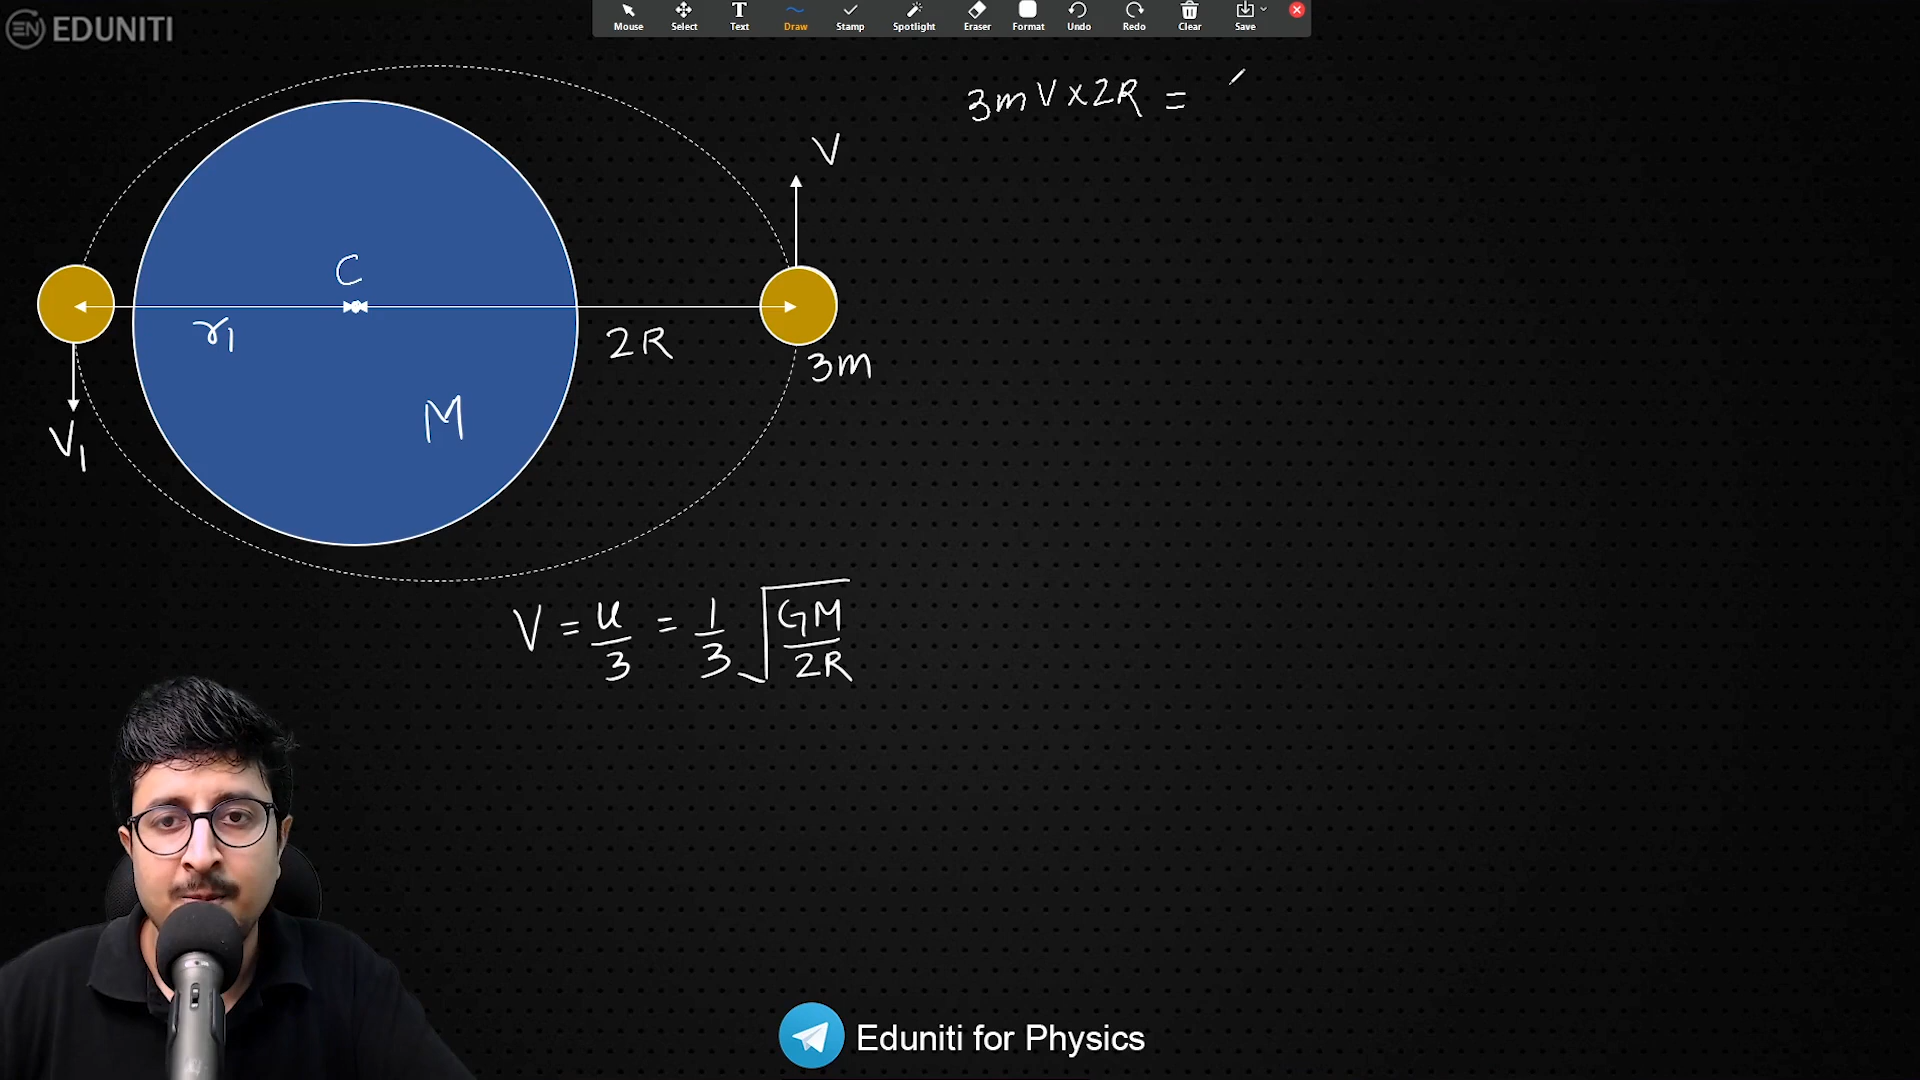 EN EDUNITI
Mouse Select Text Draw Stamp Spotlight Eraser Format Undo Redo Clear Save
3mV×2R =
V
C
r₁
2R
3m
M
V₁
V = u/3 = 1/3 √(GM/2R)
Eduniti for Physics